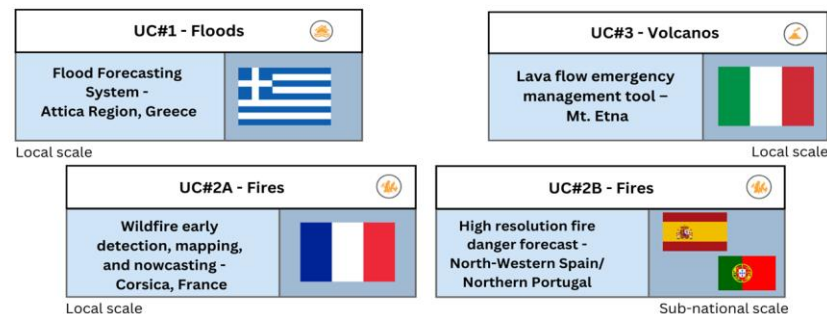 UC#1 - Floods
Flood Forecasting
System -
Attica Region, Greece
Local scale
UC#3 - Volcanos
Lava flow emergency
management tool –
Mt. Etna
Local scale
UC#2A - Fires
Wildfire early
detection, mapping,
and nowcasting -
Corsica, France
Local scale
UC#2B - Fires
High resolution fire
danger forecast -
North-Western Spain/
Northern Portugal
Sub-national scale